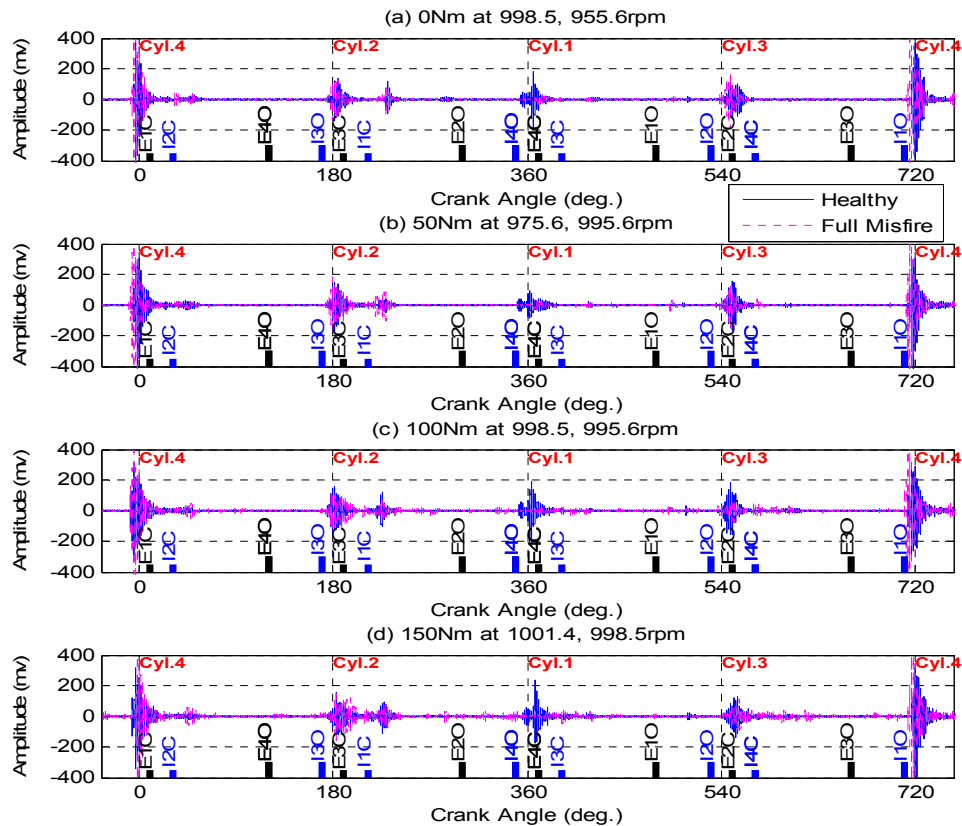 (a) 0Nm at 998.5, 955.6rpm
Amplitude (mv)
400
200
0
-200
-400
Cyl.4 Cyl.2 Cyl.1 Cyl.3 Cyl.4
E1C I2C E4O I3O E3C I1C E2O I4O E4C I3C E1O I2O E2C I4C E3O I1O
0 180 360 540 720
Crank Angle (deg.)
Healthy
Full Misfire
(b) 50Nm at 975.6, 995.6rpm
Amplitude (mv)
400
200
0
-200
-400
Cyl.4 Cyl.2 Cyl.1 Cyl.3 Cyl.4
E1C I2C E4O I3O E3C I1C E2O I4O E4C I3C E1O I2O E2C I4C E3O I1O
0 180 360 540 720
Crank Angle (deg.)
(c) 100Nm at 998.5, 995.6rpm
Amplitude (mv)
400
200
0
-200
-400
Cyl.4 Cyl.2 Cyl.1 Cyl.3 Cyl.4
E1C I2C E4O I3O E3C I1C E2O I4O E4C I3C E1O I2O E2C I4C E3O I1O
0 180 360 540 720
Crank Angle (deg.)
(d) 150Nm at 1001.4, 998.5rpm
Amplitude (mv)
400
200
0
-200
-400
Cyl.4 Cyl.2 Cyl.1 Cyl.3 Cyl.4
E1C I2C E4O I3O E3C I1C E2O I4O E4C I3C E1O I2O E2C I4C E3O I1O
0 180 360 540 720
Crank Angle (deg.)